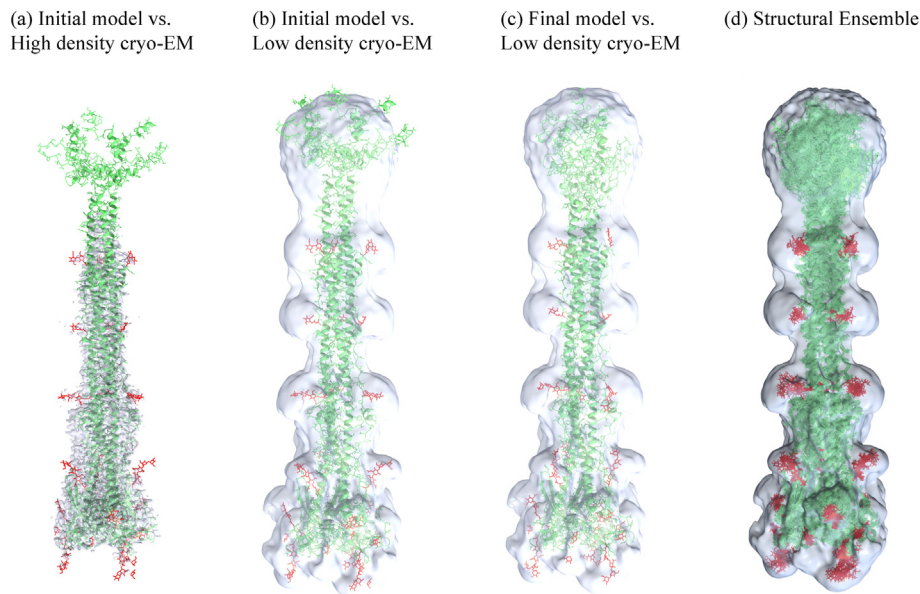 (a) Initial model vs.
High density cryo-EM
(b) Initial model vs.
Low density cryo-EM
(c) Final model vs.
Low density cryo-EM
(d) Structural Ensemble